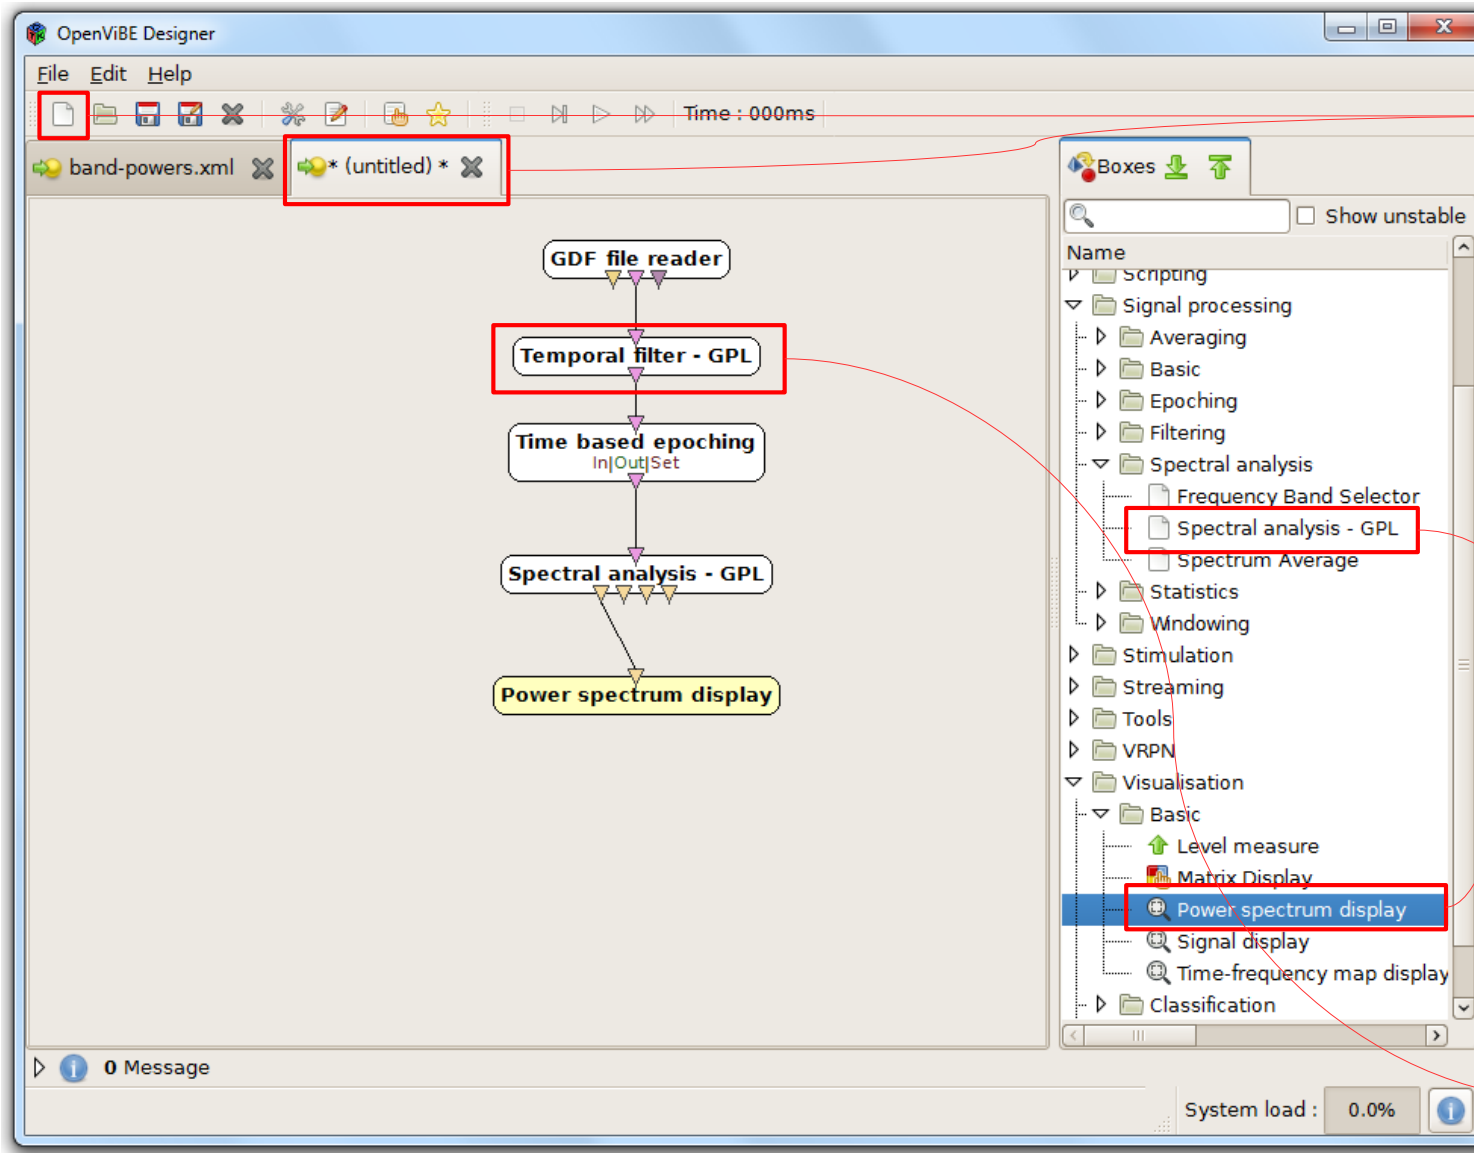 OpenViBE Designer
File Edit Help
Time : 000ms
band-powers.xml
* (untitled) *
Boxes
Show unstable
Name
GDF file reader
Temporal filter - GPL
Time based epoching
In|Out|Set
Spectral analysis - GPL
Power spectrum display
Scripting
Signal processing
Averaging
Basic
Epoching
Filtering
Spectral analysis
Frequency Band Selector
Spectral analysis - GPL
Spectrum Average
Statistics
Windowing
Stimulation
Streaming
Tools
VRPN
Visualisation
Basic
Level measure
Matrix Display
Power spectrum display
Signal display
Time-frequency map display
Classification
0 Message
System load : 0.0%